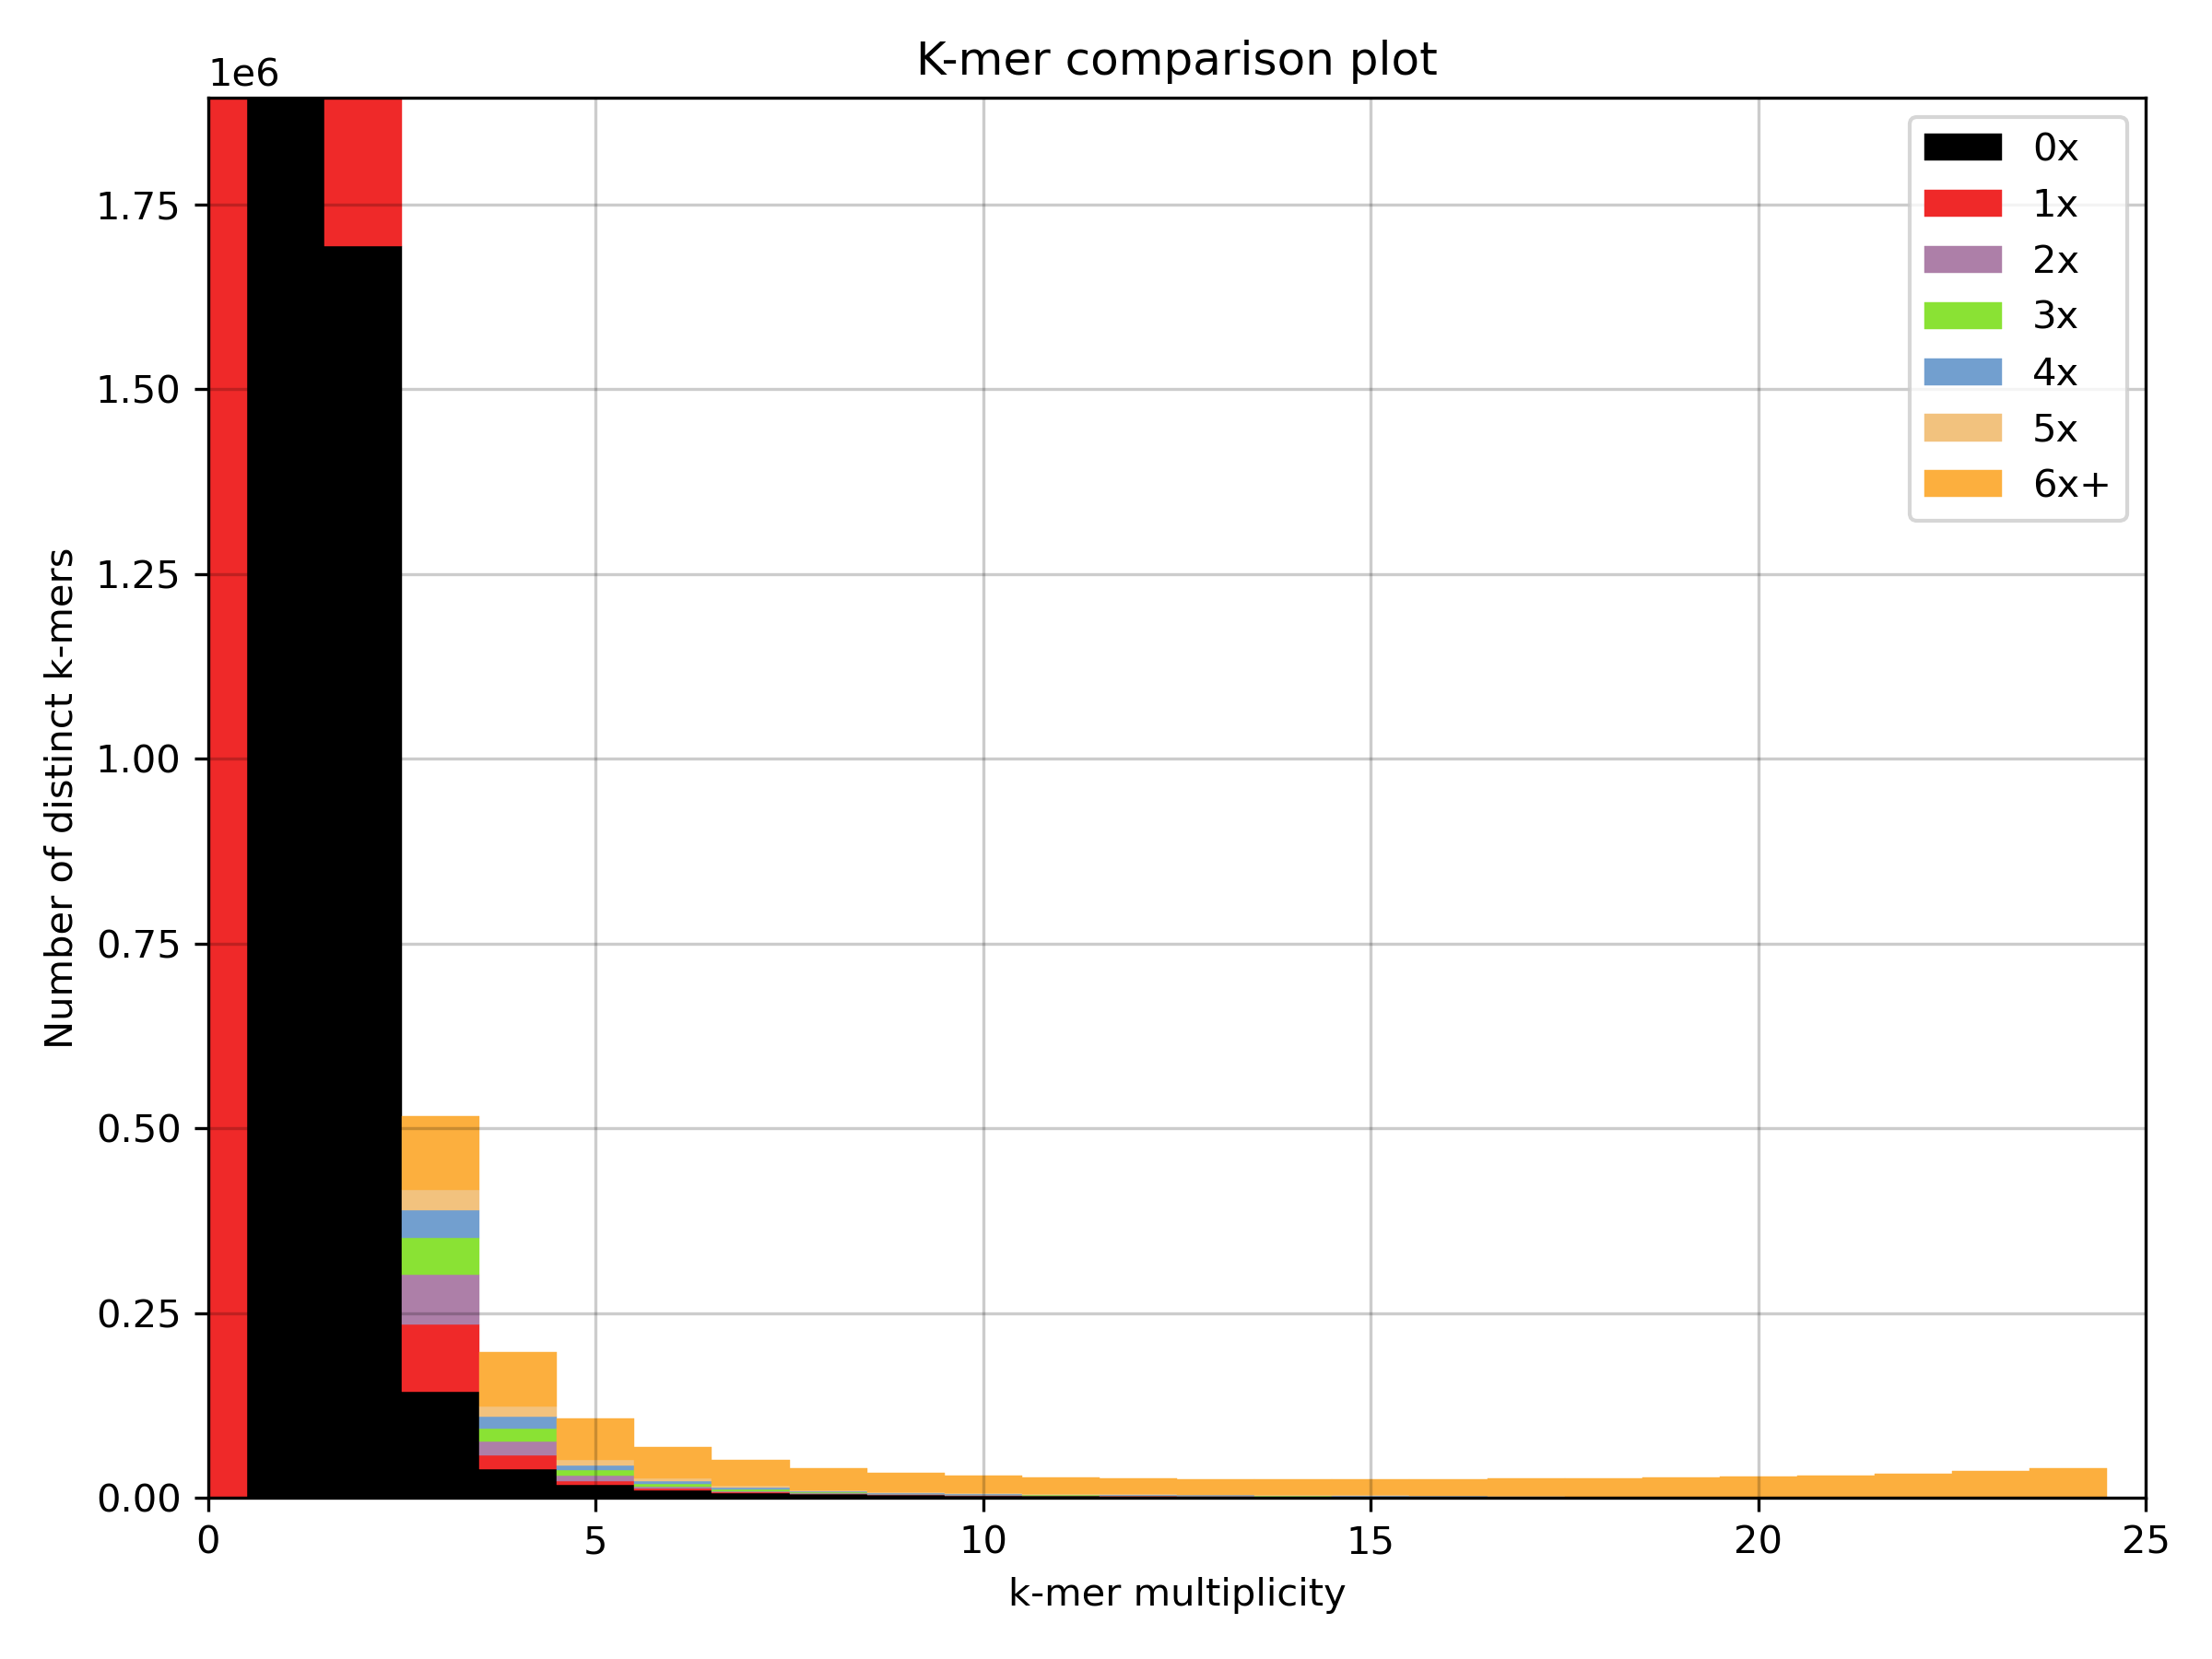 K-mer comparison plot
1e6
1.75
1.50
1.25
1.00
0.75
0.50
0.25
0.00
Number of distinct k-mers
0x
1x
2x
3x
4x
5x
6x+
0 5 10 15 20 25
k-mer multiplicity